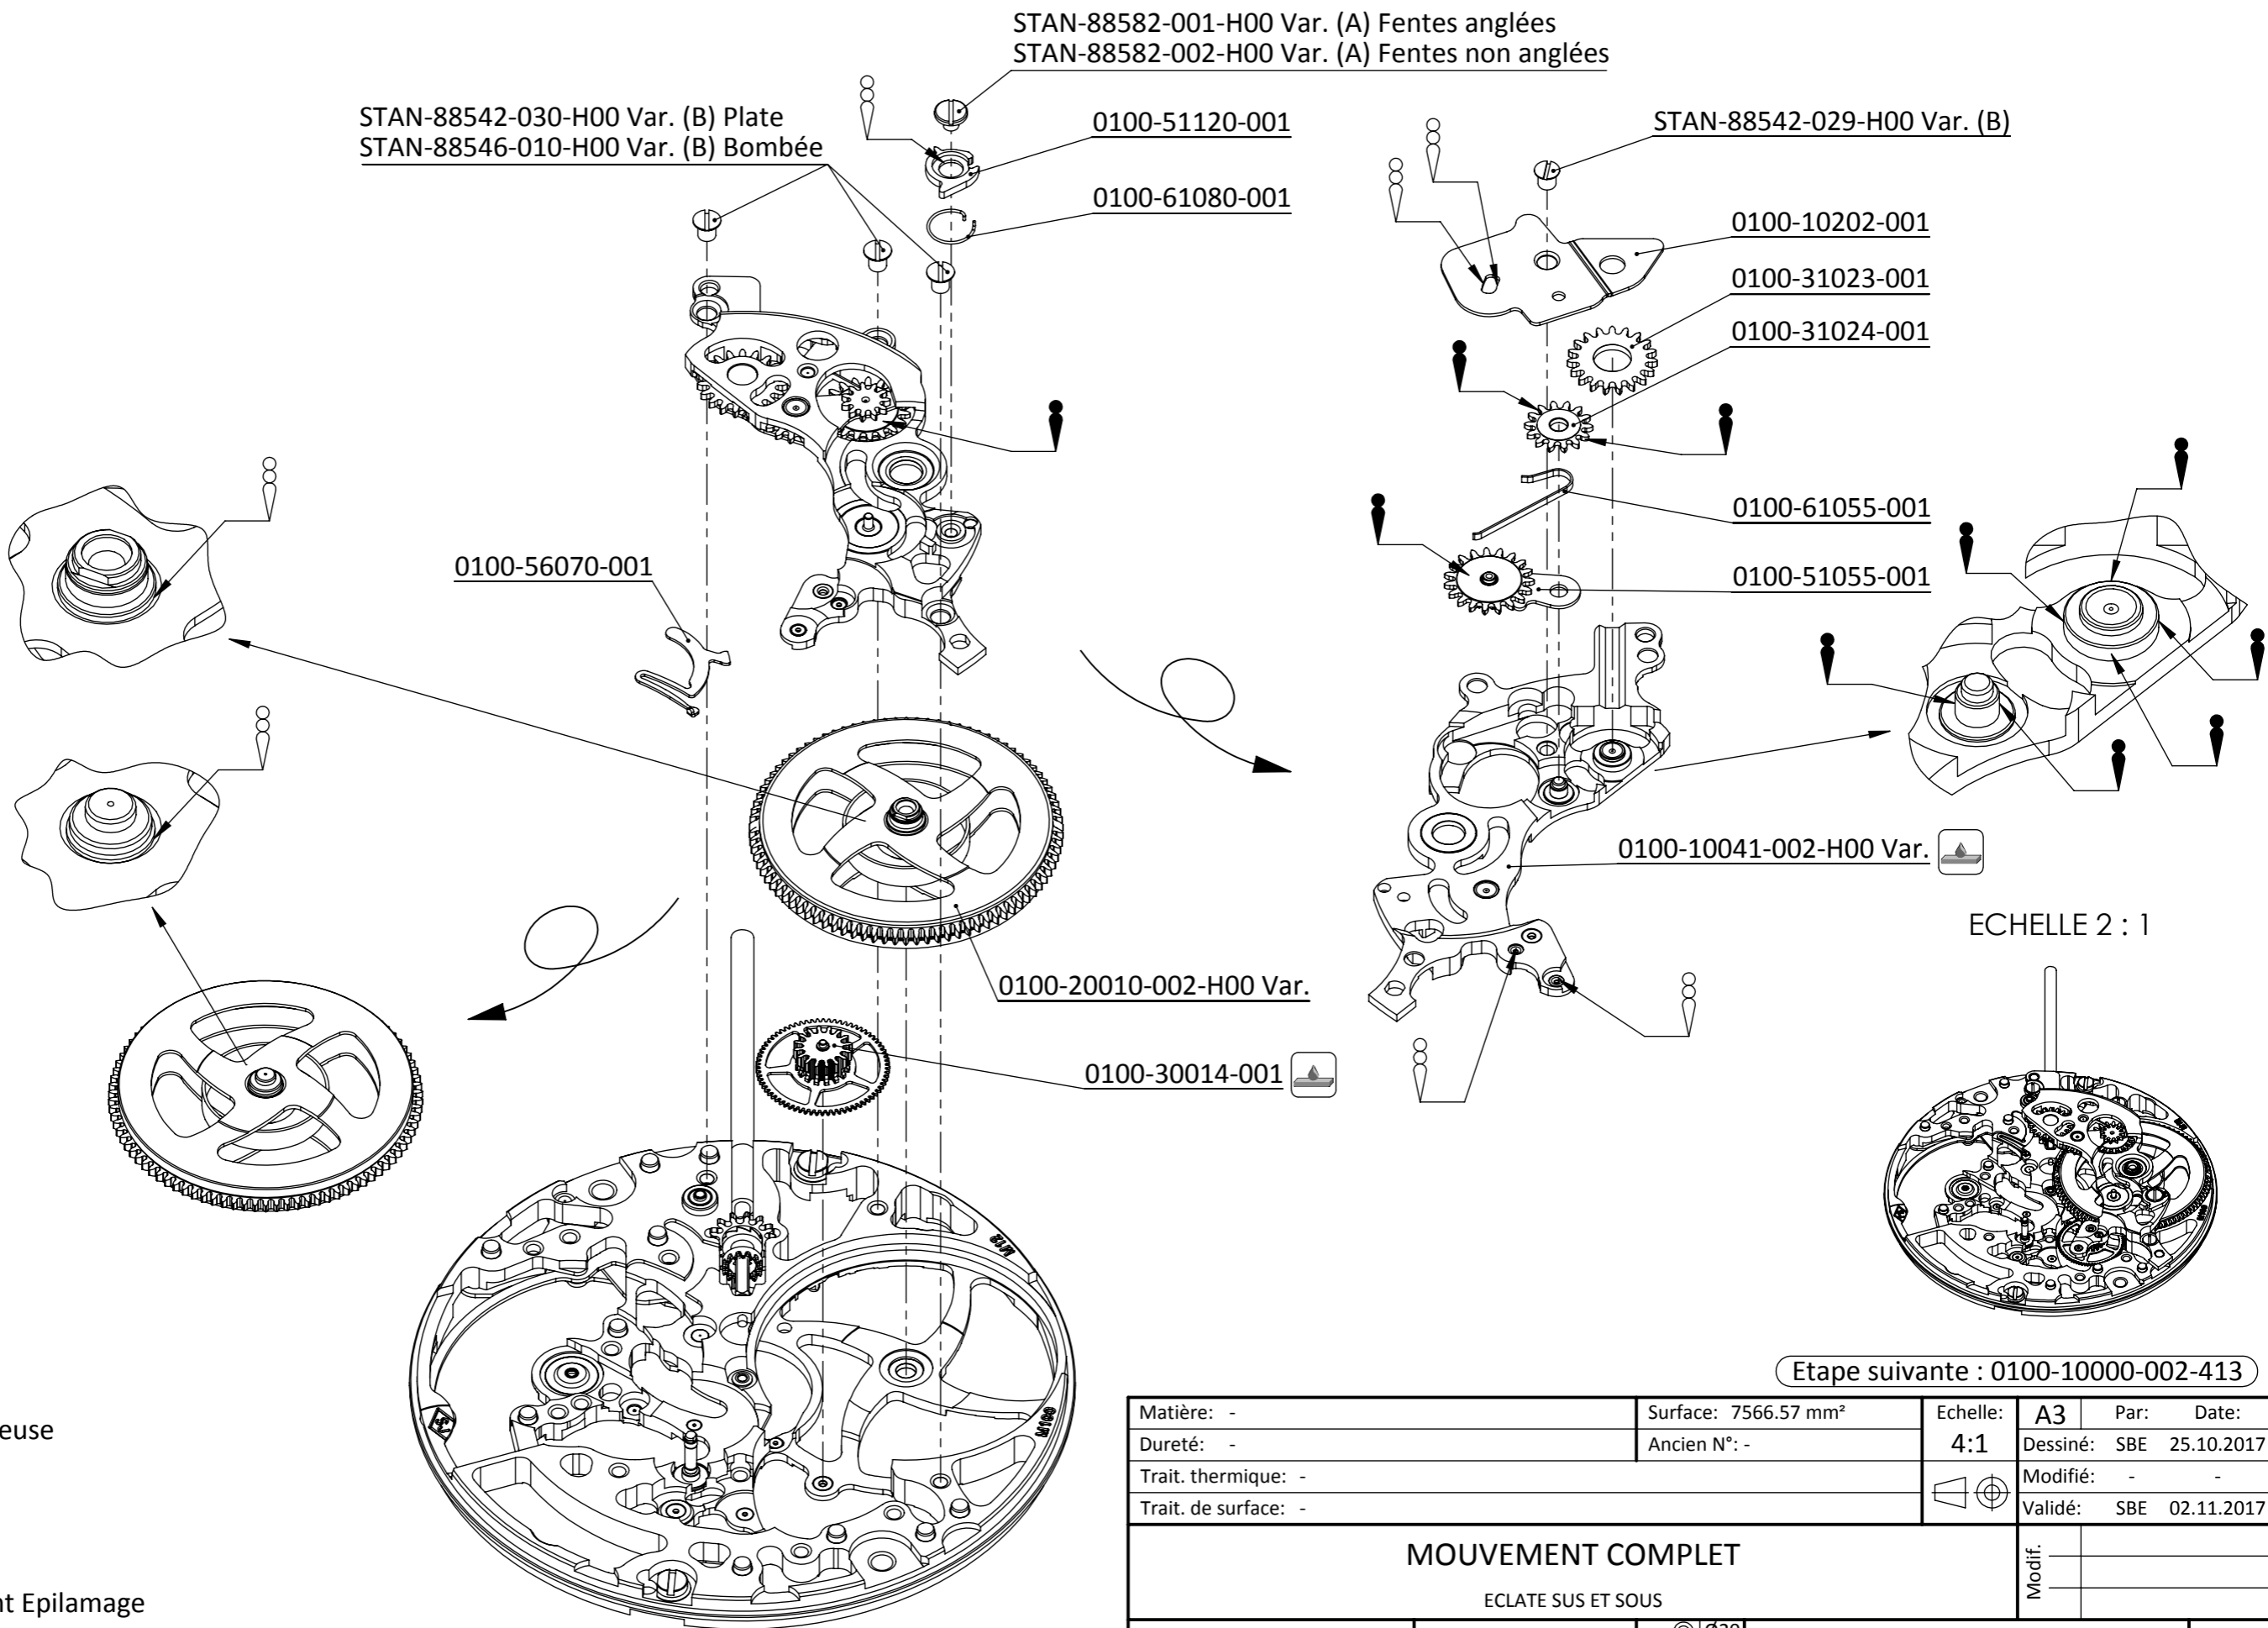 STAN-88582-001-H00 Var. (A) Fentes anglées
STAN-88582-002-H00 Var. (A) Fentes non anglées
STAN-88542-030-H00 Var. (B) Plate
STAN-88546-010-H00 Var. (B) Bombée
0100-51120-001
0100-61080-001
STAN-88542-029-H00 Var. (B)
0100-10202-001
0100-31023-001
0100-31024-001
0100-61055-001
0100-51055-001
0100-56070-001
0100-10041-002-H00 Var.
ECHELLE 2 : 1
0100-20010-002-H00 Var.
0100-30014-001
Etape suivante : 0100-10000-002-413
Matière: -
Surface: 7566.57 mm²
Echelle:
4:1
A3
Par:
Date:
Dureté: -
Ancien N°: -
Dessiné: SBE 25.10.2017
Trait. thermique: -
Modifié: - -
Trait. de surface: -
Validé: SBE 02.11.2017
MOUVEMENT COMPLET
ECLATE SUS ET SOUS
Modif.